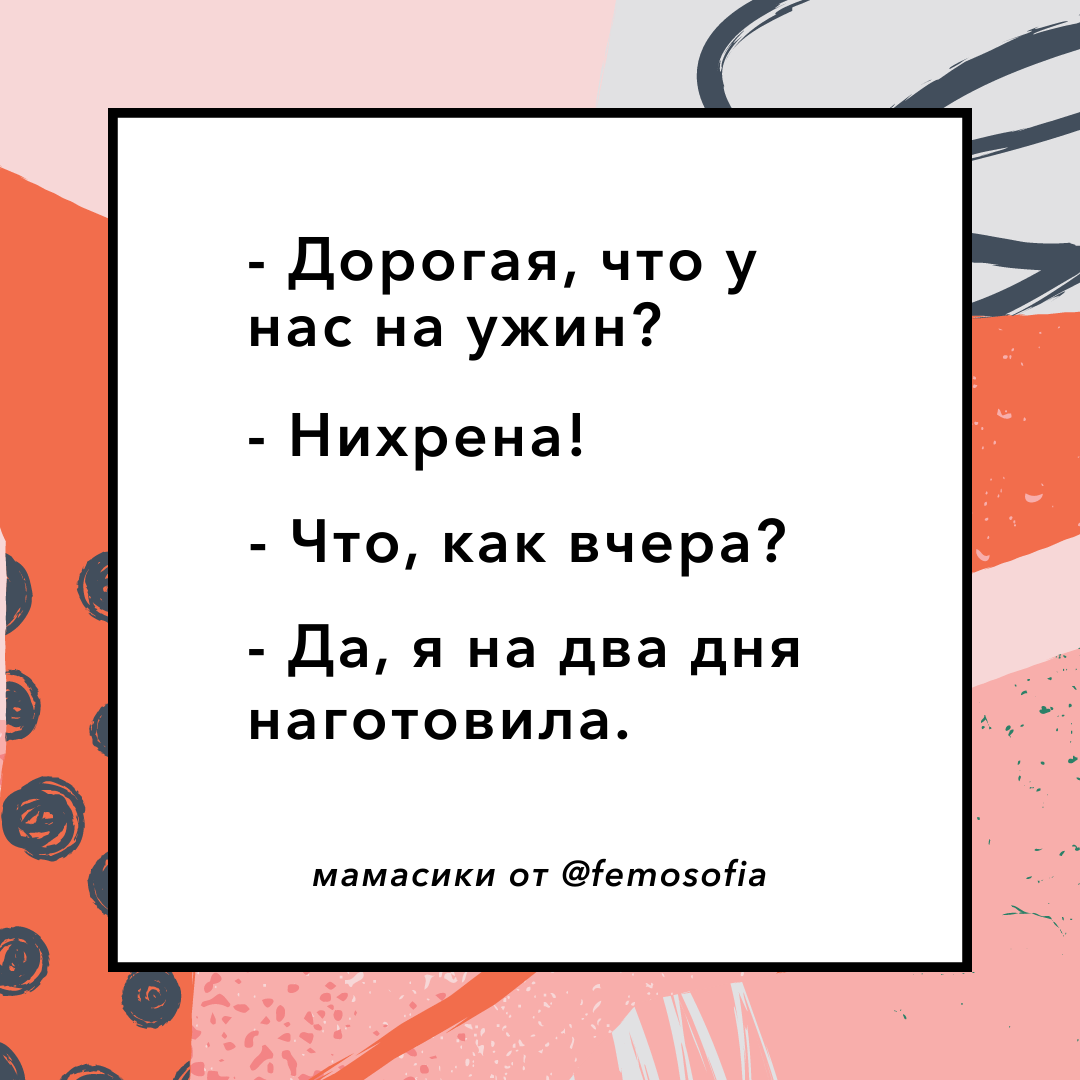 - Дорогая, что у
нас на ужин?
- Нихрена!
- Что, как вчера?
- Да, я на два дня
наготовила.
мамасики от @femosofia